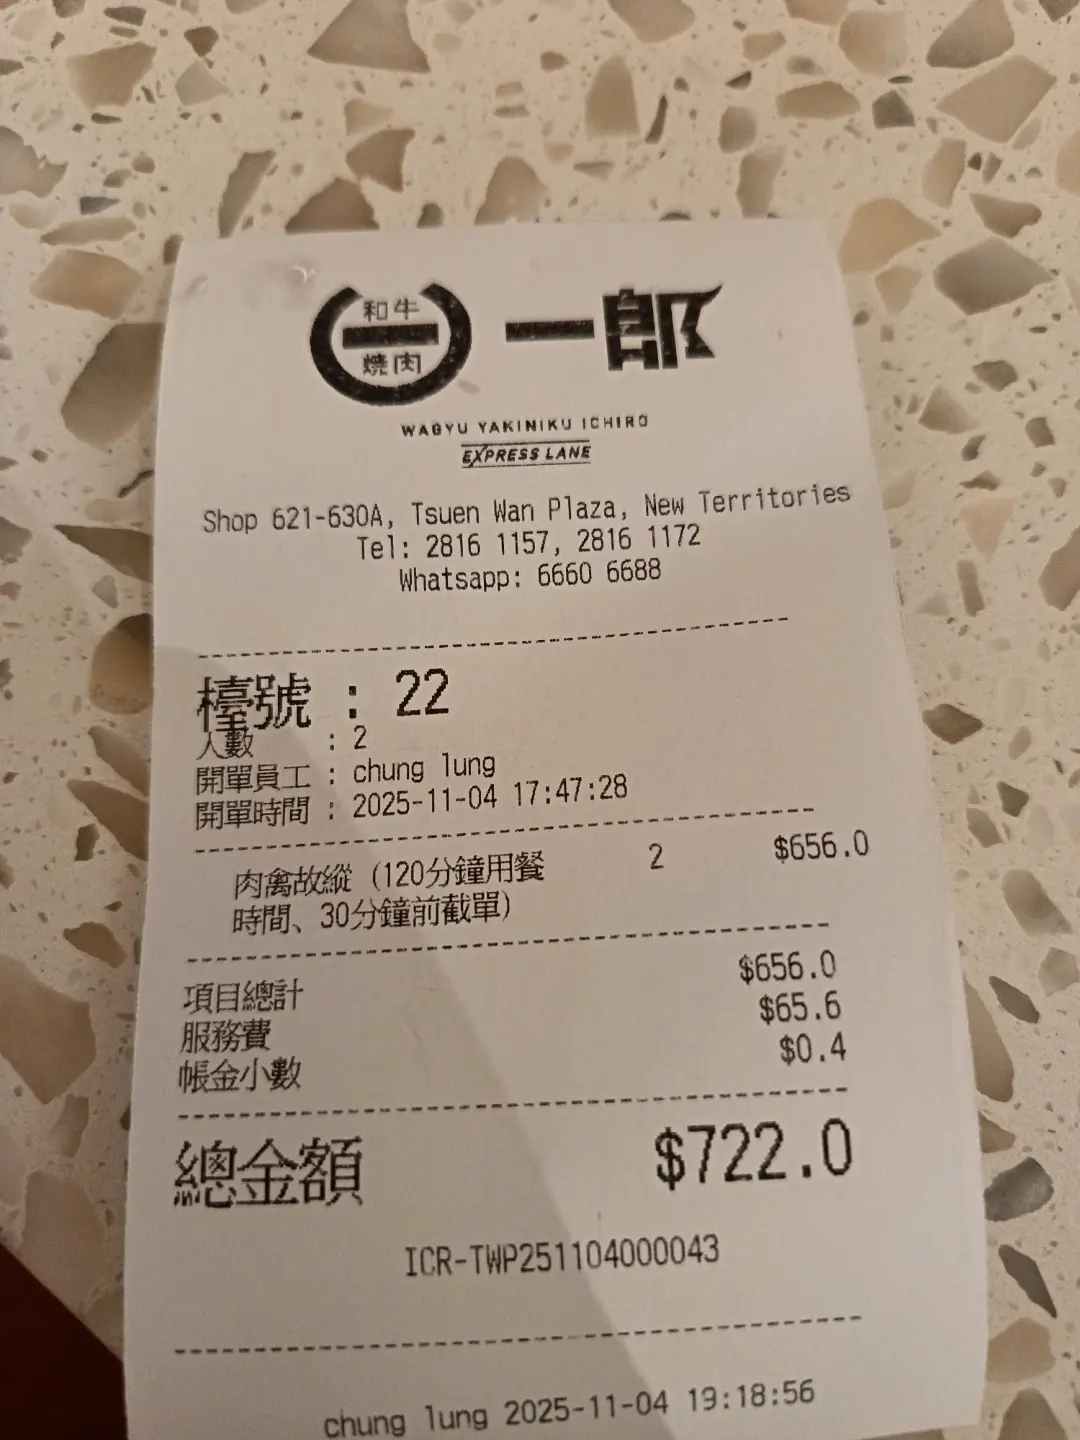 和牛
燒肉
一郎
WAGYU YAKINIKU ICHIRO
EXPRESS LANE
Shop 621-630A, Tsuen Wan Plaza, New Territories
Tel: 2816 1157, 2816 1172
Whatsapp: 6660 6688
檯號 : 22
人數 : 2
開單員工 : chung lung
開單時間 : 2025-11-04 17:47:28
肉禽故縱 (120分鐘用餐 2 $656.0
時間、30分鐘前截單)
項目總計 $656.0
服務費 $65.6
帳金小數 $0.4
總金額 $722.0
ICR-TWP251104000043
chung lung 2025-11-04 19:18:56